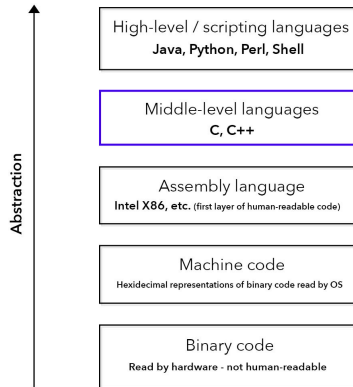 High-level / scripting languages
Java, Python, Perl, Shell
Middle-level languages
C, C++
Assembly language
Intel X86, etc. (first layer of human-readable code)
Machine code
Hexidecimal representations of binary code read by OS
Binary code
Read by hardware - not human-readable
Abstraction